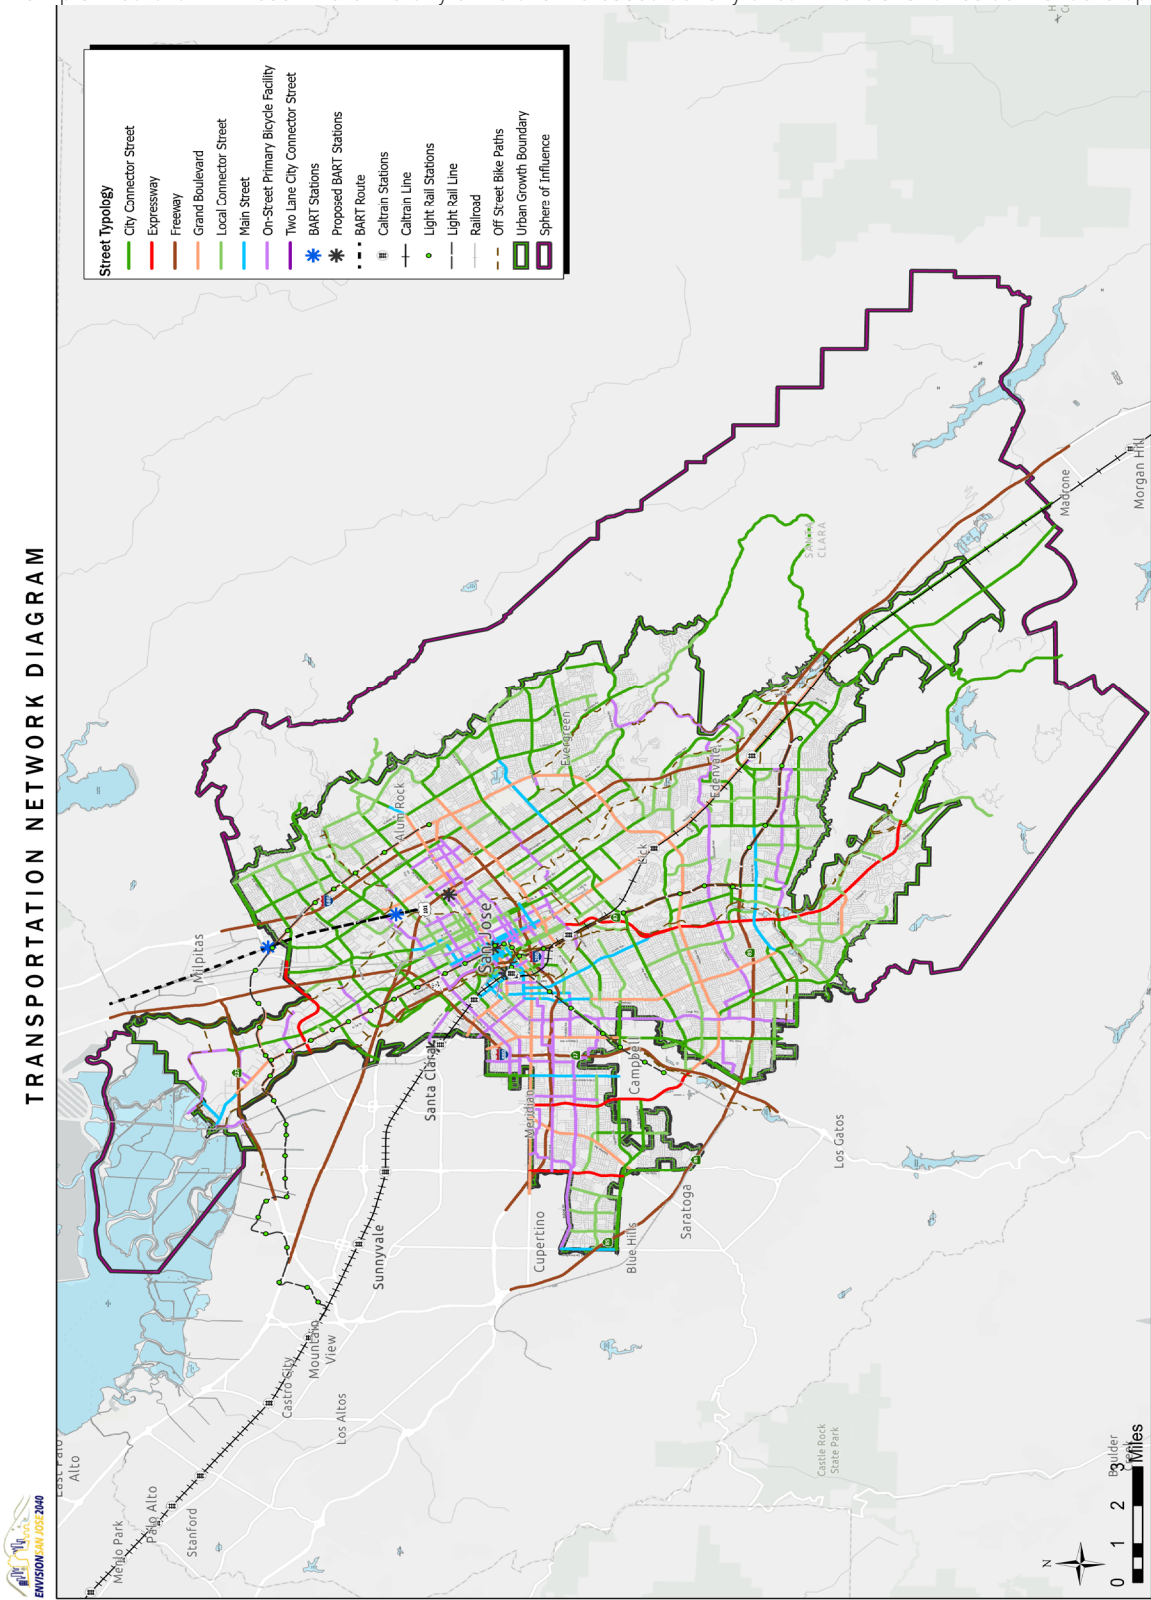 TRANSPORTATION NETWORK DIAGRAM
ENVISION SAN JOSE 2040
Street Typology
City Connector Street
Expressway
Freeway
Grand Boulevard
Local Connector Street
Main Street
On-Street Primary Bicycle Facility
Two Lane City Connector Street
BART Stations
Proposed BART Stations
BART Route
Caltrain Stations
Caltrain Line
Light Rail Stations
Light Rail Line
Railroad
Off Street Bike Paths
Urban Growth Boundary
Sphere of Influence
Alto
Menlo Park
Palo Alto
Stanford
Castro City
Mountain
View
Los Altos
Sunnyvale
Santa Clara
Milpitas
Alum Rock
San Jose
Evergreen
Edenvale
Lick
Meridian
Campbell
Cupertino
Blue Hills
Saratoga
Los Gatos
SANTA
CLARA
Madrone
Morgan Hill
Castle Rock
State Park
Boulder
Creek
N
0 1 2 3 Miles